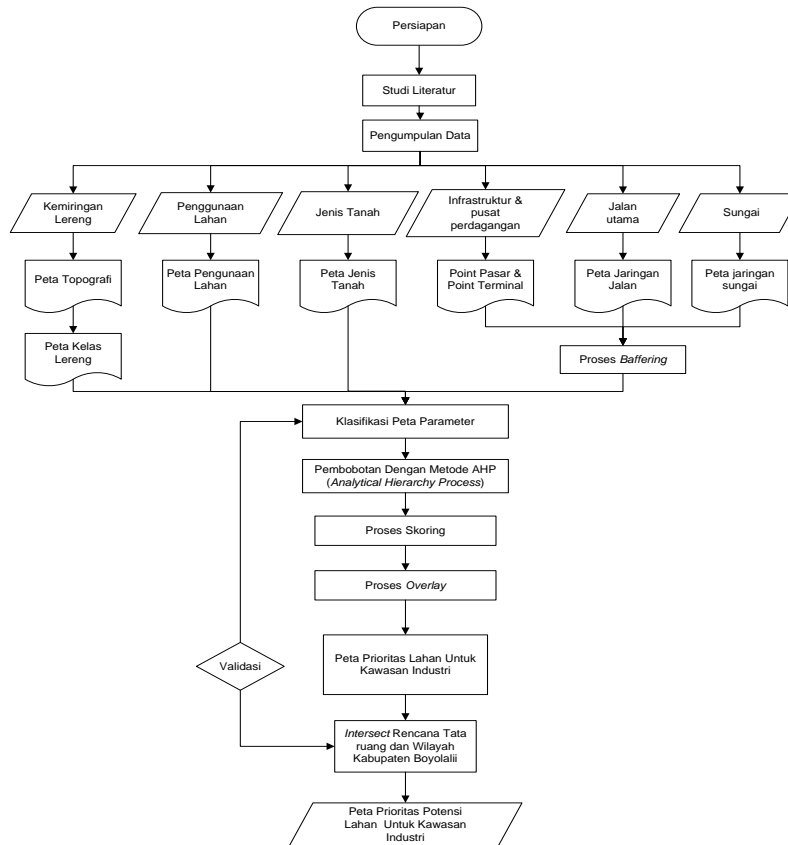 Persiapan
Studi Literatur
Pengumpulan Data
Kemiringan
Lereng
Penggunaan
Lahan
Jenis Tanah
Infrastruktur &
pusat
perdagangan
Jalan
utama
Sungai
Peta Topografi
Peta Pengunaan
Lahan
Peta Jenis
Tanah
Point Pasar &
Point Terminal
Peta Jaringan
Jalan
Peta jaringan
sungai
Peta Kelas
Lereng
Proses Baffering
Klasifikasi Peta Parameter
Pembobotan Dengan Metode AHP
(Analytical Hierarchy Process)
Proses Skoring
Proses Overlay
Peta Prioritas Lahan Untuk
Kawasan Industri
Validasi
Intersect Rencana Tata
ruang dan Wilayah
Kabupaten Boyolalii
Peta Prioritas Potensi
Lahan Untuk Kawasan
Industri